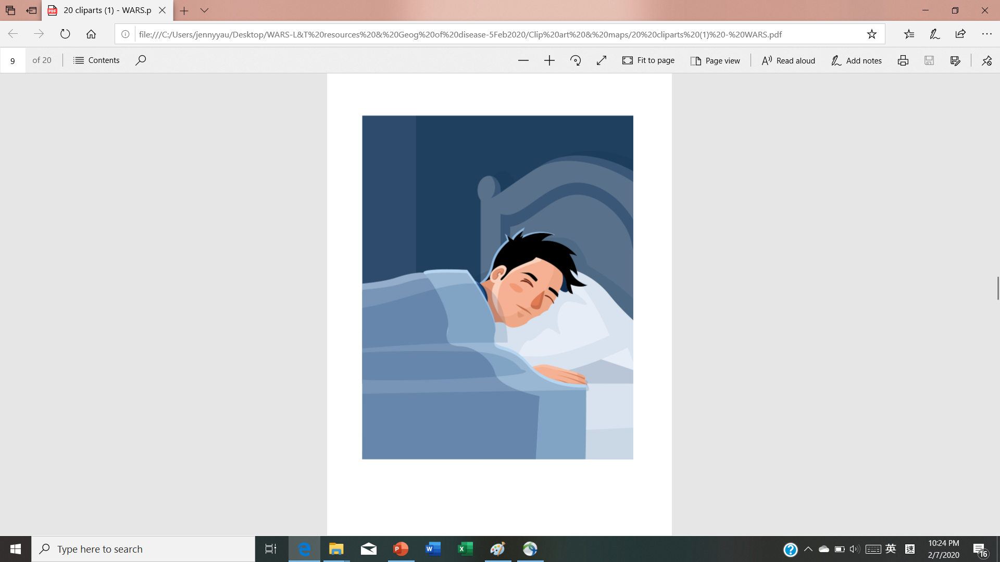 20 cliparts (1) - WARS.p
file:///C:/Users/jennyyau/Desktop/WARS-L&T%20resources%20&%20Geog%20of%20disease-5Feb2020/Clip%20art%20&%20maps/20%20cliparts%20(1)%20-%20WARS.pdf
9 of 20 Contents Fit to page Page view Read aloud Add notes
Type here to search
英 速 10:24 PM
2/7/2020
16